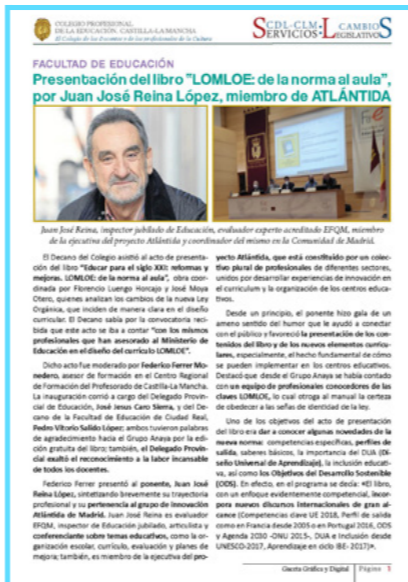 COLEGIO PROFESIONAL
DE LA EDUCACIÓN. CASTILLA-LA MANCHA
El Colegio de los Docentes y de los profesionales de la Cultura
SCDL-CLM CAMBIOS
SERVICIOS·LEGISLATIVOS
FACULTAD DE EDUCACIÓN
Presentación del libro "LOMLOE: de la norma al aula",
por Juan José Reina López, miembro de ATLÁNTIDA
Juan José Reina, inspector jubilado de Educación, evaluador experto acreditado EFQM, miembro
de la ejecutiva del proyecto Atlántida y coordinador del mismo en la Comunidad de Madrid.
El Decano del Colegio asistió al acto de presenta-
ción del libro "Educar para el siglo XXI: reformas y
mejoras. LOMLOE: de la norma al aula", obra coor-
dinada por Florencio Luengo Horcajo y José Moya
Otero, quienes analizan los cambios de la nueva Ley
Orgánica, que inciden de manera clara en el diseño
curricular. El Decano sabía por la convocatoria reci-
bida que este acto se iba a contar "con los mismos
profesionales que han asesorado al Ministerio de
Educación en el diseño del currículo LOMLOE".
Dicho acto fue moderado por Federico Ferrer Mo-
nedero, asesor de formación en el Centro Regional
de Formación del Profesorado de Castilla-La Mancha.
La inauguración corrió a cargo del Delegado Provin-
cial de Educación, José Jesus Caro Sierra, y del De-
cano de la Facultad de Educación de Ciudad Real,
Pedro Vitorio Salido López; ambos tuvieron palabras
de agradecimiento hacia el Grupo Anaya por la edi-
ción gratuita del libro; también, el Delegado Provin-
cial exaltó el reconocimiento a la labor incansable
de todos los docentes.
Federico Ferrer presentó al ponente, Juan José
Reina López, sintetizando brevemente su trayectoria
profesional y su pertenencia al grupo de innovación
Atlántida de Madrid. Juan José Reina es evaluador
EFQM, inspector de Educación jubilado, articulista y
conferenciante sobre temas educativos, como la or-
ganización escolar, currículo, evaluación y planes de
mejora; también, es miembro de la ejecutiva del pro-
yecto Atlántida, que está constituido por un colec-
tivo plural de profesionales de diferentes sectores,
unidos por desarrollar experiencias de innovación en
el currículum y la organización de los centros educa-
tivos.
Desde un principio, el ponente hizo gala de un
ameno sentido del humor que le ayudó a conectar
con el público y favoreció la presentación de los con-
tenidos del libro y de los nuevos elementos curricu-
lares, especialmente, el hecho fundamental de cómo
se pueden implementar en los centros educativos.
Destacó que desde el Grupo Anaya se había contado
con un equipo de profesionales conocedores de las
claves LOMLOE, lo cual otroga al manual la certeza
de obedecer a las señas de identidad de la ley.
Uno de los objetivos del acto de presentación
del libro era dar a conocer algunas novedades de la
nueva norma: competencias específicas, perfiles de
salida, saberes básicos, la importancia del DUA (Di-
seño Universal de Aprendizaje), la inclusión educati-
va, así como los Objetivos del Desarrollo Sostenible
(ODS). En efecto, en el programa se decía: «El libro,
con un enfoque evidentemente competencial, incor-
pora nuevos discursos internacionales de gran al-
cance (Competencias clave UE 2018, Perfil de salida
como en Francia desde 2005 o en Portugal 2016, ODS
y Agenda 2030 -ONU 2015-, DUA e Inclusión desde
UNESCO-2017, Aprendizaje en ciclo IBE- 2017)».
Gaceta Gráfica y Digital Página 1